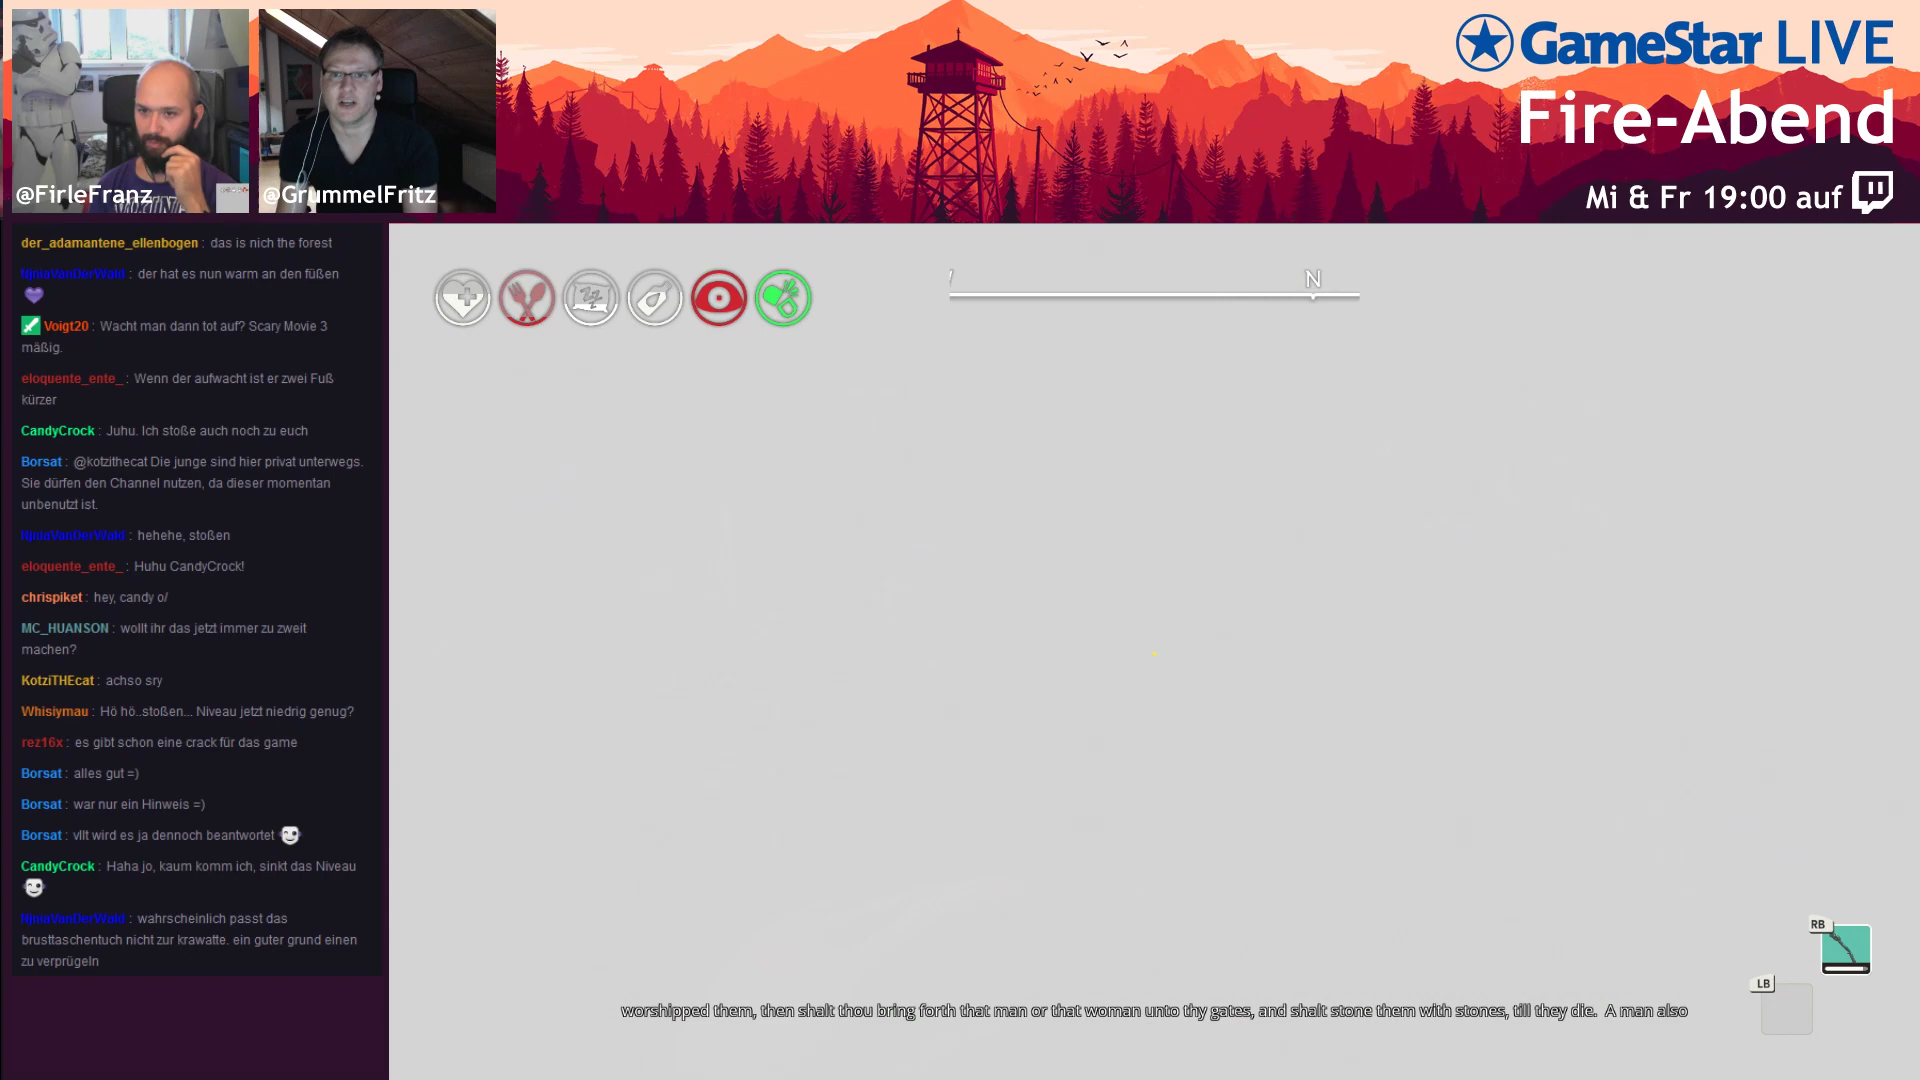 GameStar LIVE
Fire-Abend
Mi & Fr 19:00 auf
@FirleFranz
@GrummelFritz
der_adamantene_ellenbogen : das is nich the forest
NjniaVanDerWald : der hat es nun warm an den füßen
Voigt20 : Wacht man dann tot auf? Scary Movie 3
mäßig.
eloquente_ente_ : Wenn der aufwacht ist er zwei Fuß
kürzer
CandyCrock : Juhu. Ich stoße auch noch zu euch
Borsat : @kotzithecat Die junge sind hier privat unterwegs.
Sie dürfen den Channel nutzen, da dieser momentan
unbenutzt ist.
NjniaVanDerWald : hehehe, stoßen
eloquente_ente_ : Huhu CandyCrock!
chrispiket : hey, candy o/
MC_HUANSON : wollt ihr das jetzt immer zu zweit
machen?
KotziTHEcat : achso sry
Whisiymau : Hö hö..stoßen... Niveau jetzt niedrig genug?
rez16x : es gibt schon eine crack für das game
Borsat : alles gut =)
Borsat : war nur ein Hinweis =)
Borsat : vllt wird es ja dennoch beantwortet
CandyCrock : Haha jo, kaum komm ich, sinkt das Niveau
NjniaVanDerWald : wahrscheinlich passt das
brusttaschentuch nicht zur krawatte. ein guter grund einen
zu verprügeln
N
RB
LB
worshipped them, then shalt thou bring forth that man or that woman unto thy gates, and shalt stone them with stones, till they die. A man also